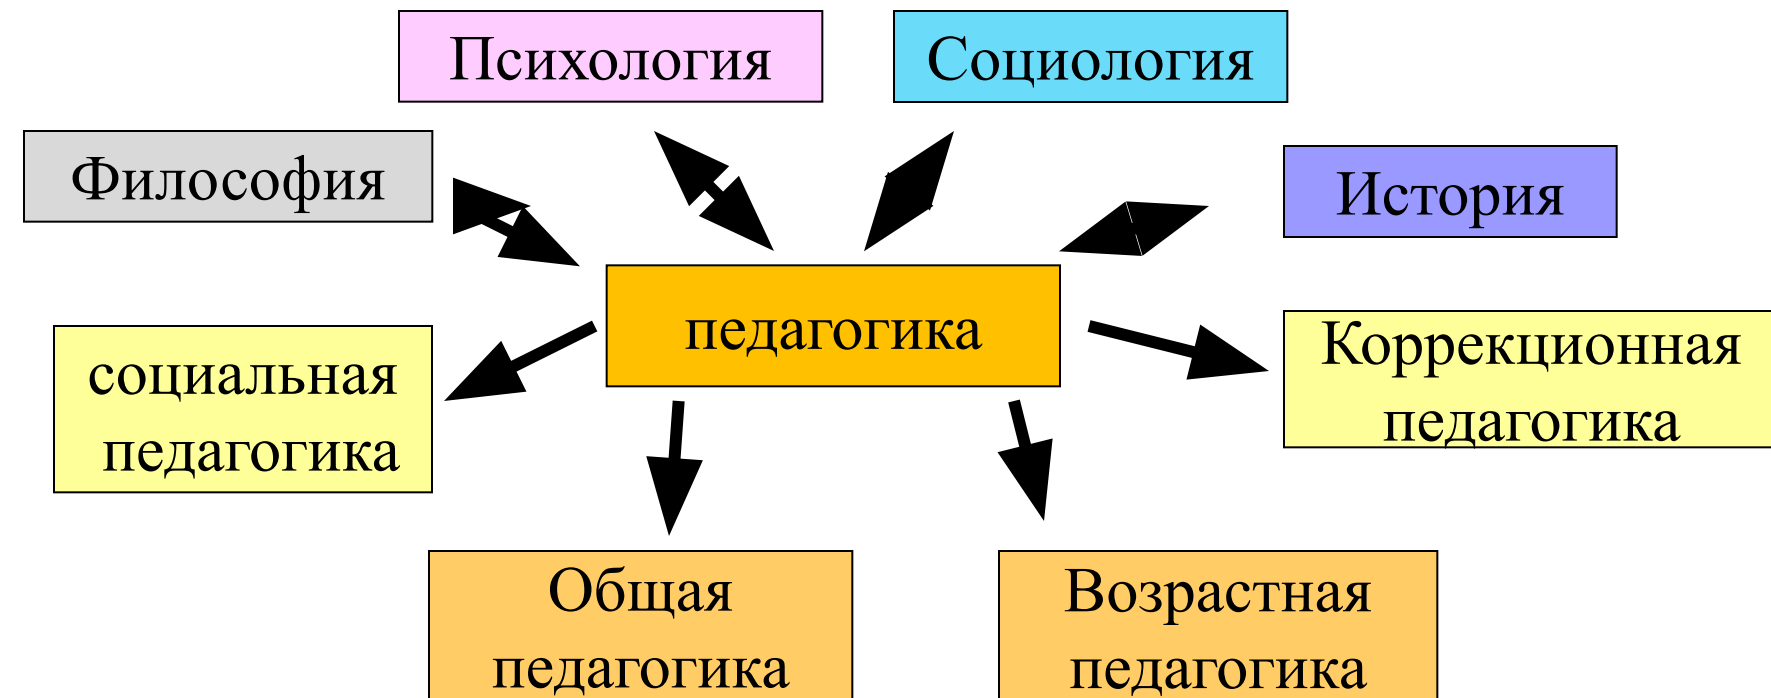 Психология
Социология
Философия
История
педагогика
социальная
педагогика
Коррекционная
педагогика
Общая
педагогика
Возрастная
педагогика